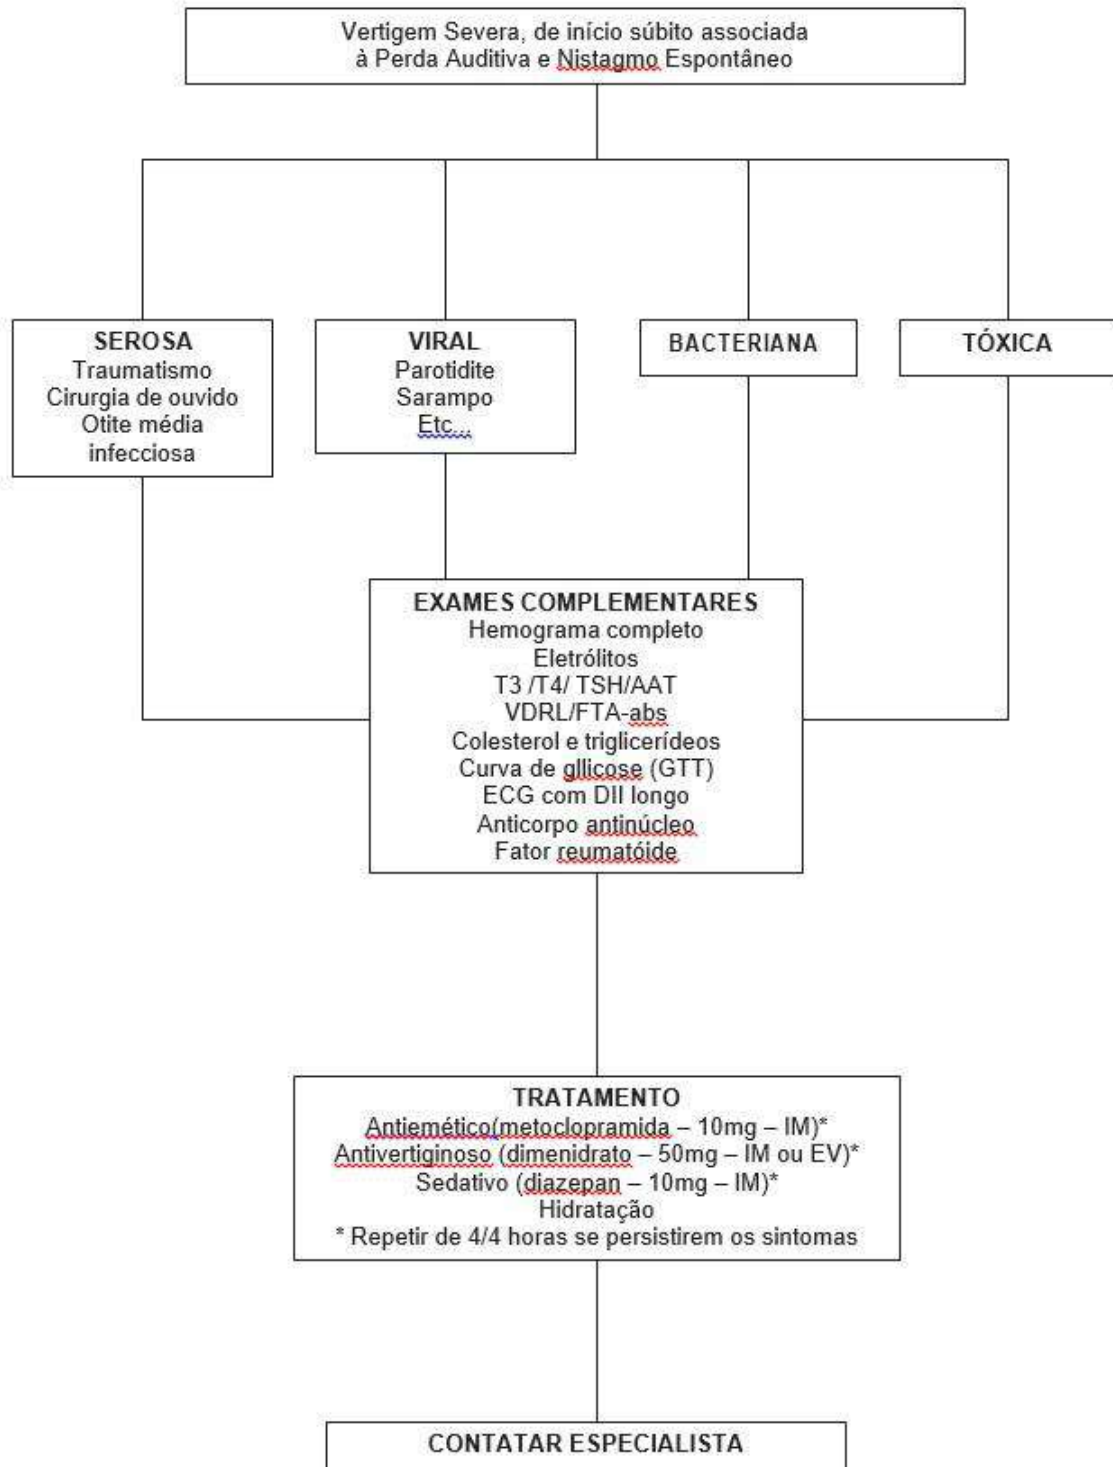 Vertigem Severa, de início súbito associada
à Perda Auditiva e Nistagmo Espontâneo
SEROSA
Traumatismo
Cirurgia de ouvido
Otite média
infecciosa
VIRAL
Parotidite
Sarampo
Etc...
BACTERIANA
TÓXICA
EXAMES COMPLEMENTARES
Hemograma completo
Eletrólitos
T3 /T4/ TSH/AAT
VDRL/FTA-abs
Colesterol e triglicerídeos
Curva de gllicose (GTT)
ECG com DII longo
Anticorpo antinúcleo
Fator reumatóide
TRATAMENTO
Antiemético(metoclopramida – 10mg – IM)*
Antivertiginoso (dimenidrato – 50mg – IM ou EV)*
Sedativo (diazepan – 10mg – IM)*
Hidratação
* Repetir de 4/4 horas se persistirem os sintomas
CONTATAR ESPECIALISTA